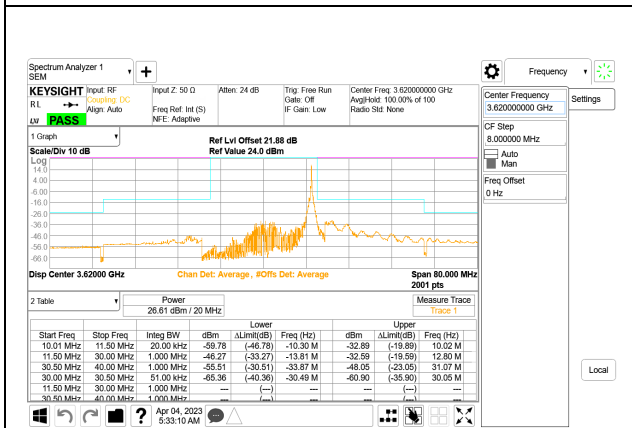 Spectrum Analyzer 1
SEM
Frequency
KEYSIGHT Input: RF Input Z: 50 Ω Atten: 24 dB Trig: Free Run Center Freq: 3.620000000 GHz
RL Coupling: DC Gate: Off Avg|Hold: 100.00% of 100
Align: Auto Freq Ref: Int (S) IF Gain: Low Radio Std: None
LXI PASS NFE: Adaptive
Center Frequency
3.620000000 GHz
Settings
CF Step
8.000000 MHz
Auto
Man
Freq Offset
0 Hz
Local
1 Graph
Ref Lvl Offset 21.88 dB
Scale/Div 10 dB Ref Value 24.0 dBm
Log
14.0
4.00
-6.00
-16.0
-26.0
-36.0
-46.0
-56.0
-66.0
Disp Center 3.62000 GHz Chan Det: Average , #Offs Det: Average Span 80.000 MHz
2001 pts
2 Table Power Measure Trace
26.61 dBm / 20 MHz Trace 1
Lower Upper
Start Freq Stop Freq Integ BW dBm ΔLimit(dB) Freq (Hz) dBm ΔLimit(dB) Freq (Hz)
10.01 MHz 11.50 MHz 20.00 kHz -59.78 (-46.78) -10.30 M -32.89 (-19.89) 10.02 M
11.50 MHz 30.00 MHz 1.000 MHz -46.27 (-33.27) -13.81 M -32.59 (-19.59) 12.80 M
30.50 MHz 40.00 MHz 1.000 MHz -55.51 (-30.51) -33.87 M -48.05 (-23.05) 31.07 M
30.00 MHz 30.50 MHz 51.00 kHz -65.36 (-40.36) -30.49 M -60.90 (-35.90) 30.05 M
11.50 MHz 30.00 MHz 1.000 MHz --- (---) --- --- (---) ---
30.50 MHz 40.00 MHz 1.000 MHz --- (---) --- --- (---) ---
? Apr 04, 2023
5:33:10 AM